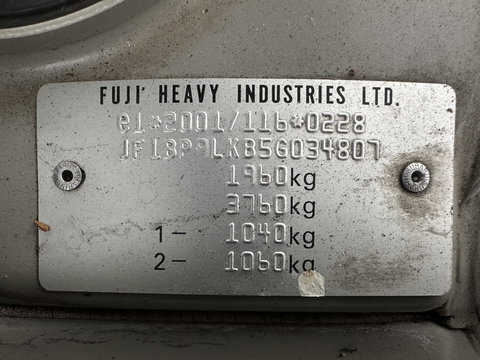 FUJI HEAVY INDUSTRIES LTD.
e1*2001/116*0228
JF1BP9LKB5G034807
1960kg
3760kg
1- 1040kg
2- 1060kg